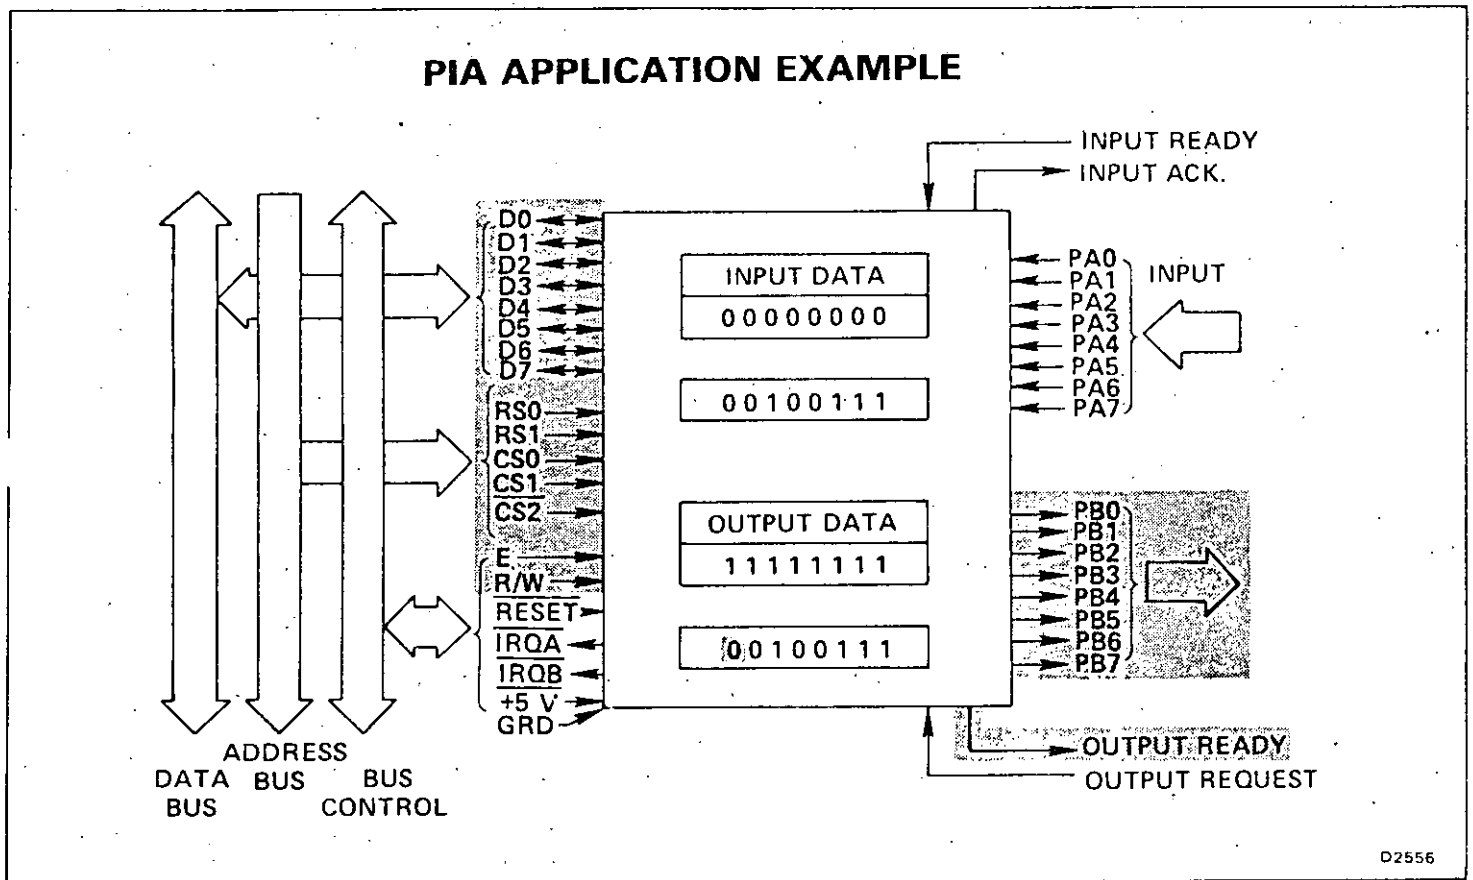 PIA APPLICATION EXAMPLE
INPUT READY
INPUT ACK.
D0
D1
D2
D3
D4
D5
D6
D7
RS0
RS1
CS0
CS1
CS2
E
R/W
RESET
IRQA
IRQB
+5 V
GRD
INPUT DATA
00000000
00100111
OUTPUT DATA
11111111
00100111
PA0
PA1
PA2
PA3
PA4
PA5
PA6
PA7
INPUT
PB0
PB1
PB2
PB3
PB4
PB5
PB6
PB7
OUTPUT READY
OUTPUT REQUEST
DATA
BUS
ADDRESS
BUS
BUS
CONTROL
D2556